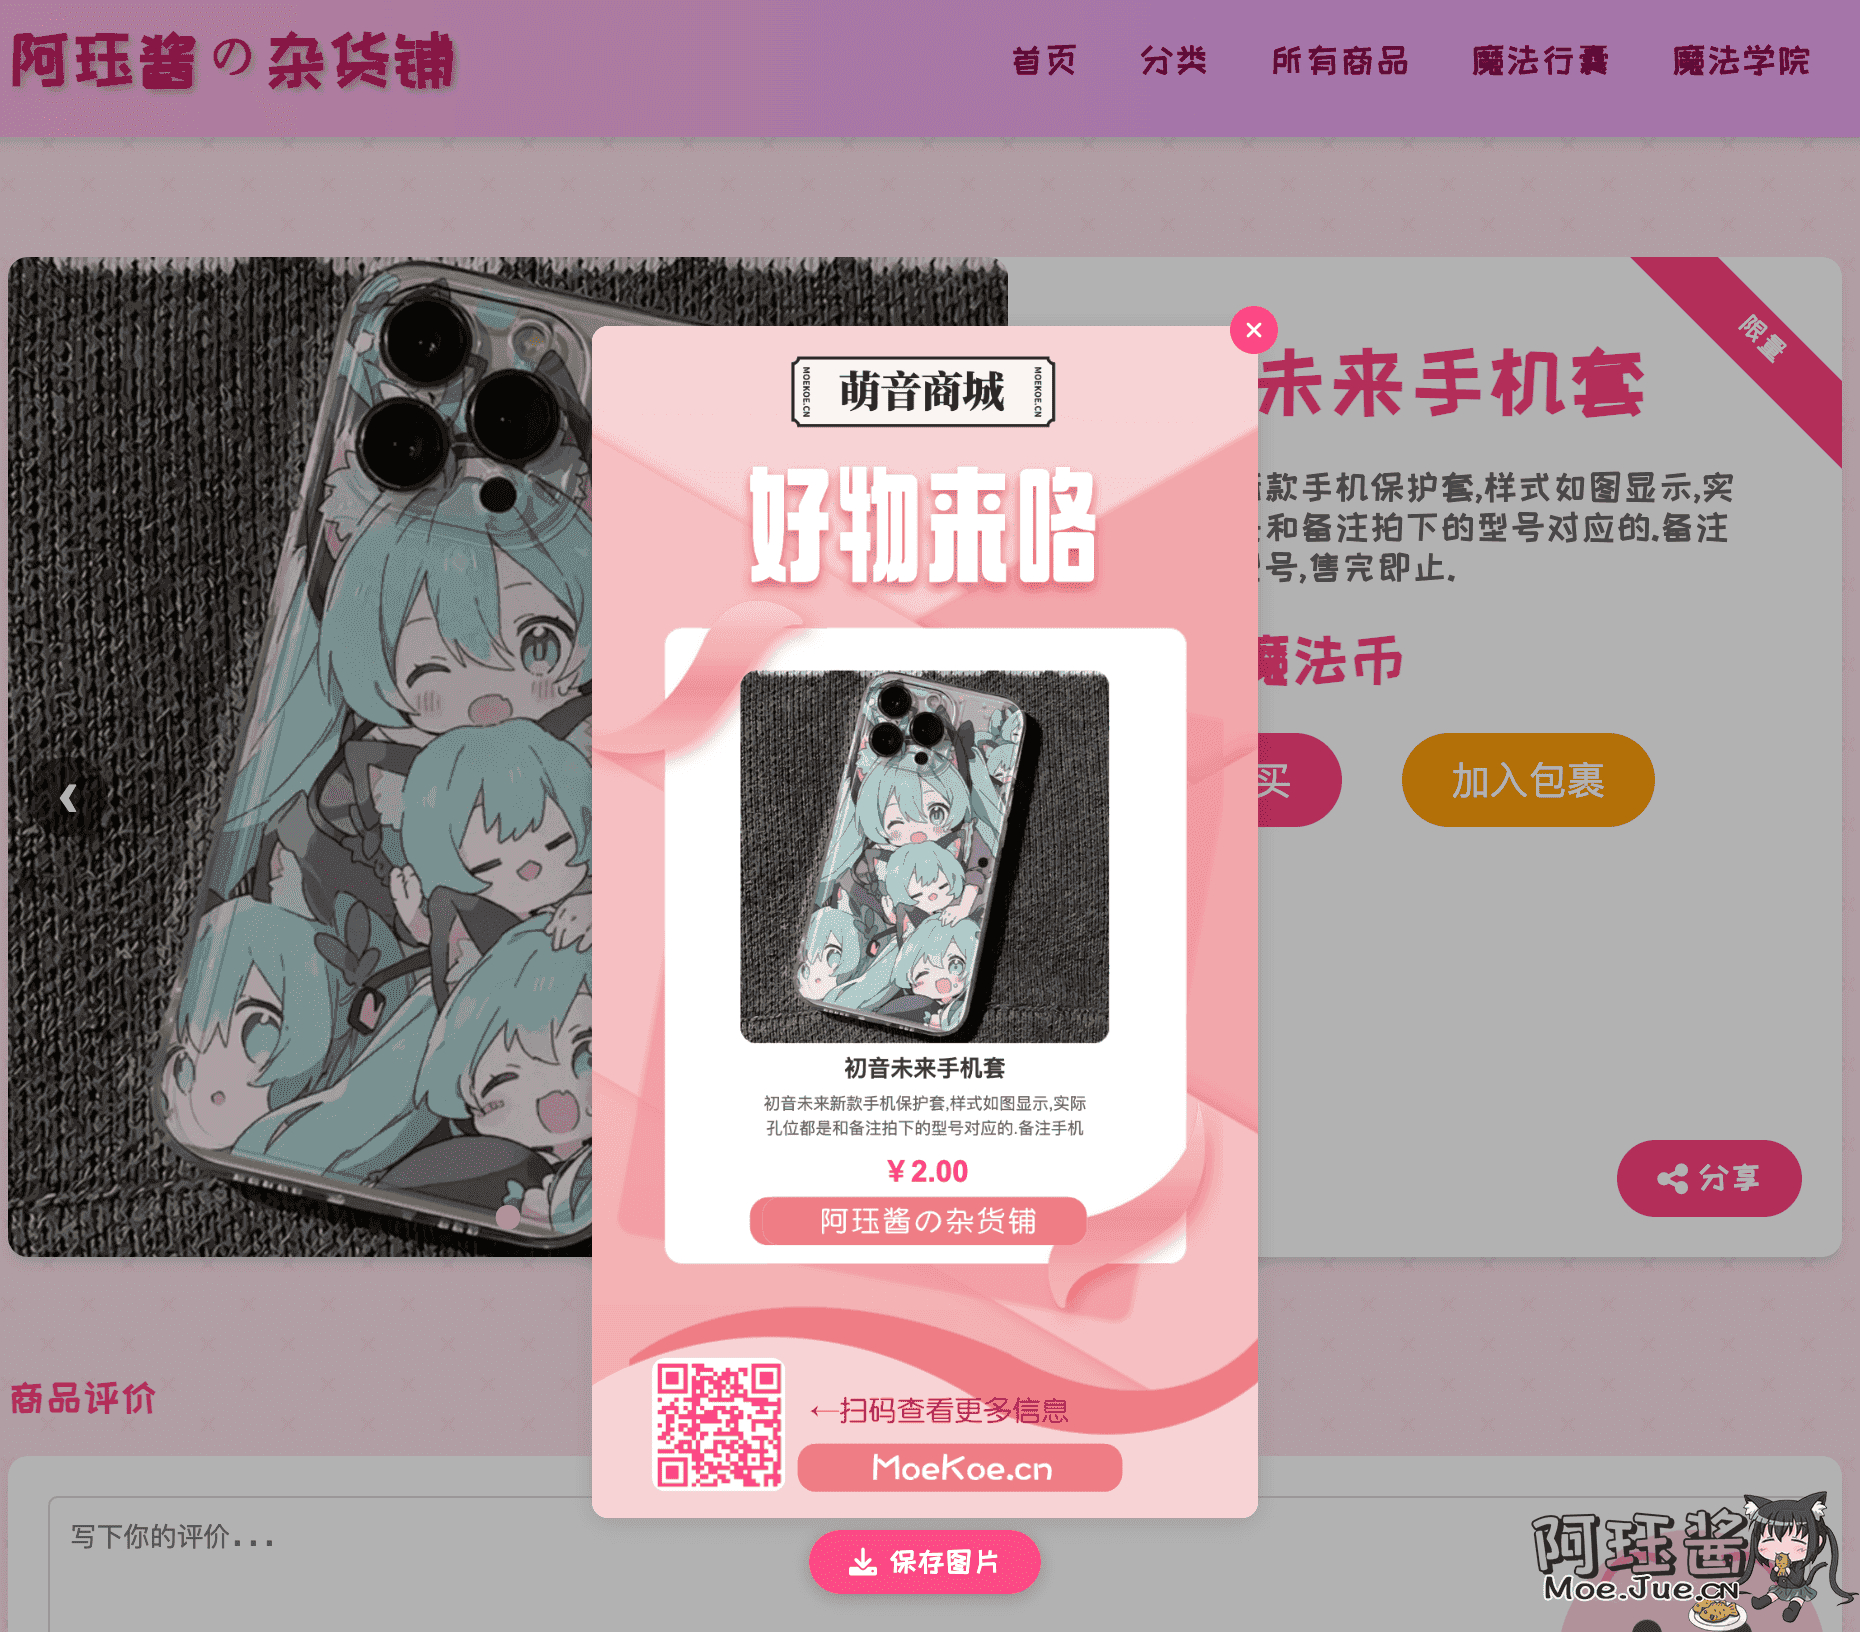 阿珏酱の杂货铺
首页 分类 所有商品 魔法行囊 魔法学院
限量
未来手机套
款手机保护套,样式如图显示,实
和备注拍下的型号对应的.备注
号,售完即止.
魔法币
买
加入包裹
分享
MOEKOE.CN 萌音商城 MOEKOE.CN
好物来咯
初音未来手机套
初音未来新款手机保护套,样式如图显示,实际
孔位都是和备注拍下的型号对应的.备注手机
¥2.00
阿珏酱の杂货铺
←扫码查看更多信息
MoeKoe.cn
保存图片
商品评价
写下你的评价...
阿珏酱
Moe.Jue.cn